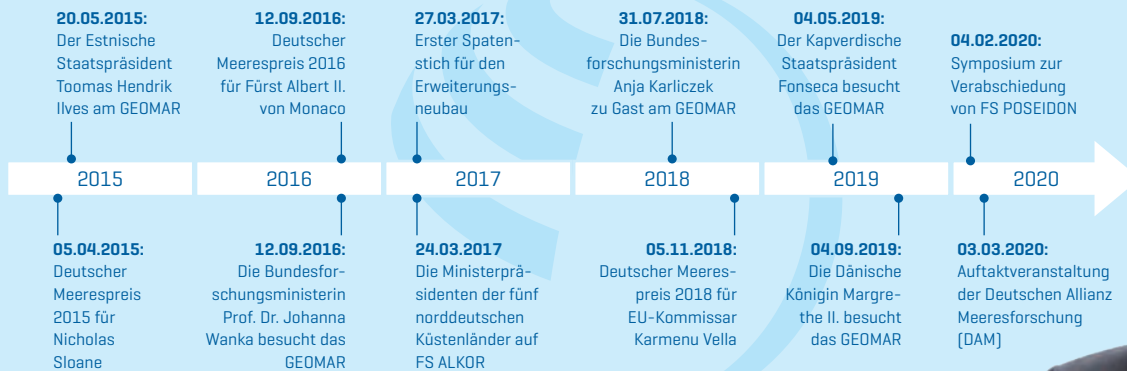 20.05.2015:
Der Estnische
Staatspräsident
Toomas Hendrik
Ilves am GEOMAR
12.09.2016:
Deutscher
Meerespreis 2016
für Fürst Albert II.
von Monaco
27.03.2017:
Erster Spaten-
stich für den
Erweiterungs-
neubau
31.07.2018:
Die Bundes-
forschungsministerin
Anja Karliczek
zu Gast am GEOMAR
04.05.2019:
Der Kapverdische
Staatspräsident
Fonseca besucht
das GEOMAR
04.02.2020:
Symposium zur
Verabschiedung
von FS POSEIDON
2015
2016
2017
2018
2019
2020
05.04.2015:
Deutscher
Meerespreis
2015 für
Nicholas
Sloane
12.09.2016:
Die Bundesfor-
schungsministerin
Prof. Dr. Johanna
Wanka besucht das
GEOMAR
24.03.2017
Die Ministerprä-
sidenten der fünf
norddeutschen
Küstenländer auf
FS ALKOR
05.11.2018:
Deutscher Meeres-
preis 2018 für
EU-Kommissar
Karmenu Vella
04.09.2019:
Die Dänische
Königin Margre-
the II. besucht
das GEOMAR
03.03.2020:
Auftaktveranstaltung
der Deutschen Allianz
Meeresforschung
(DAM)